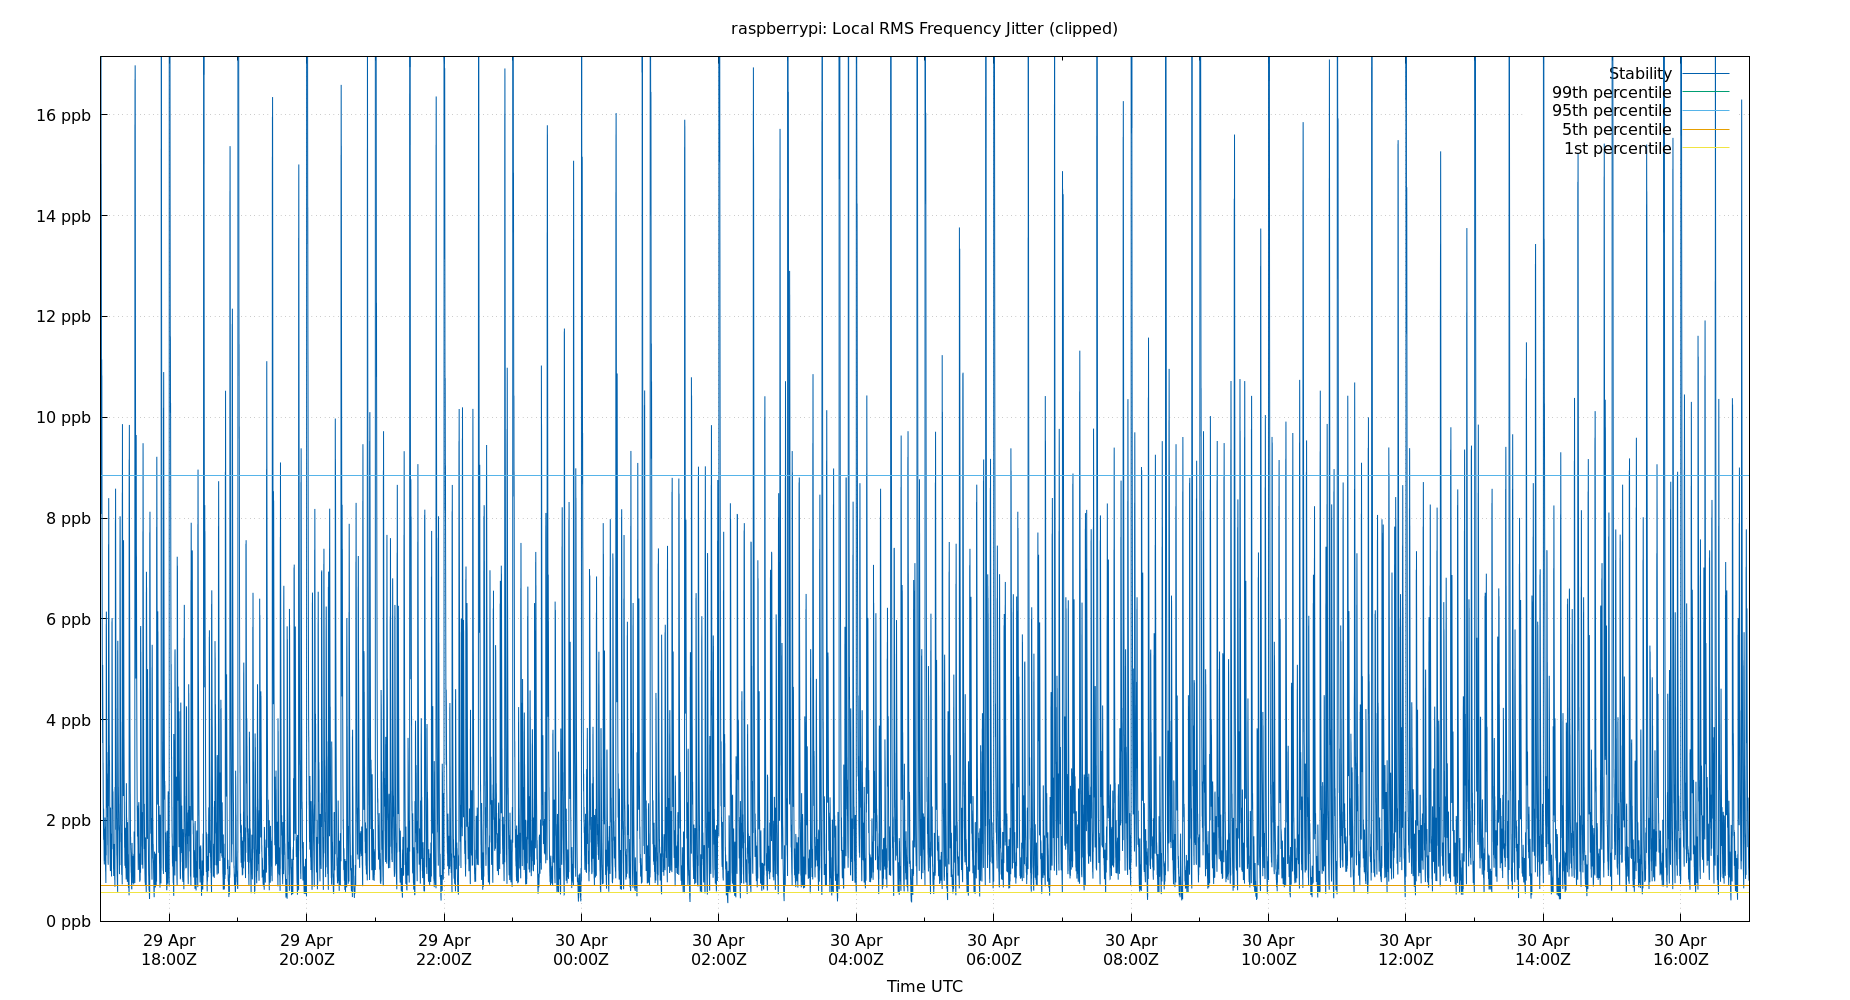 raspberrypi: Local RMS Frequency Jitter (clipped)
Stability
99th percentile
95th percentile
5th percentile
1st percentile
16 ppb
14 ppb
12 ppb
10 ppb
8 ppb
6 ppb
4 ppb
2 ppb
0 ppb
29 Apr 29 Apr 29 Apr 30 Apr 30 Apr 30 Apr 30 Apr 30 Apr 30 Apr 30 Apr 30 Apr 30 Apr
18:00Z 20:00Z 22:00Z 00:00Z 02:00Z 04:00Z 06:00Z 08:00Z 10:00Z 12:00Z 14:00Z 16:00Z
Time UTC